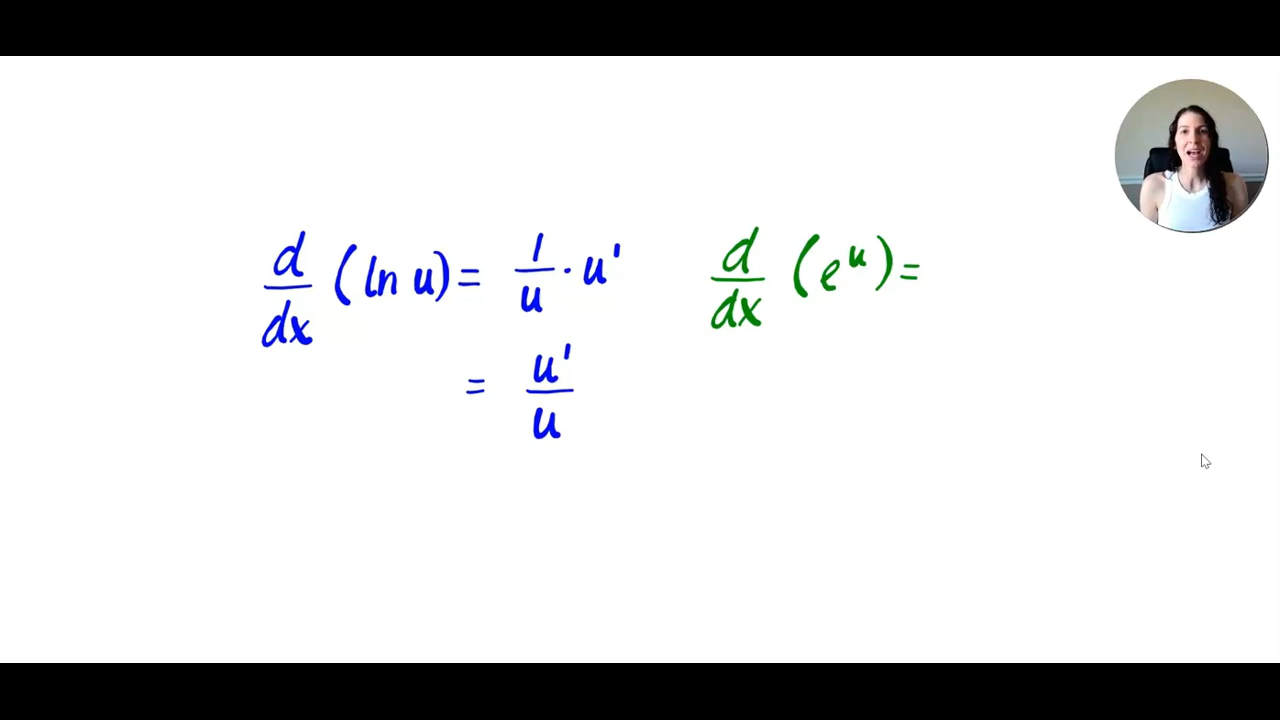 d/dx (ln u) = 1/u · u'
= u'/u
d/dx (e^u) =